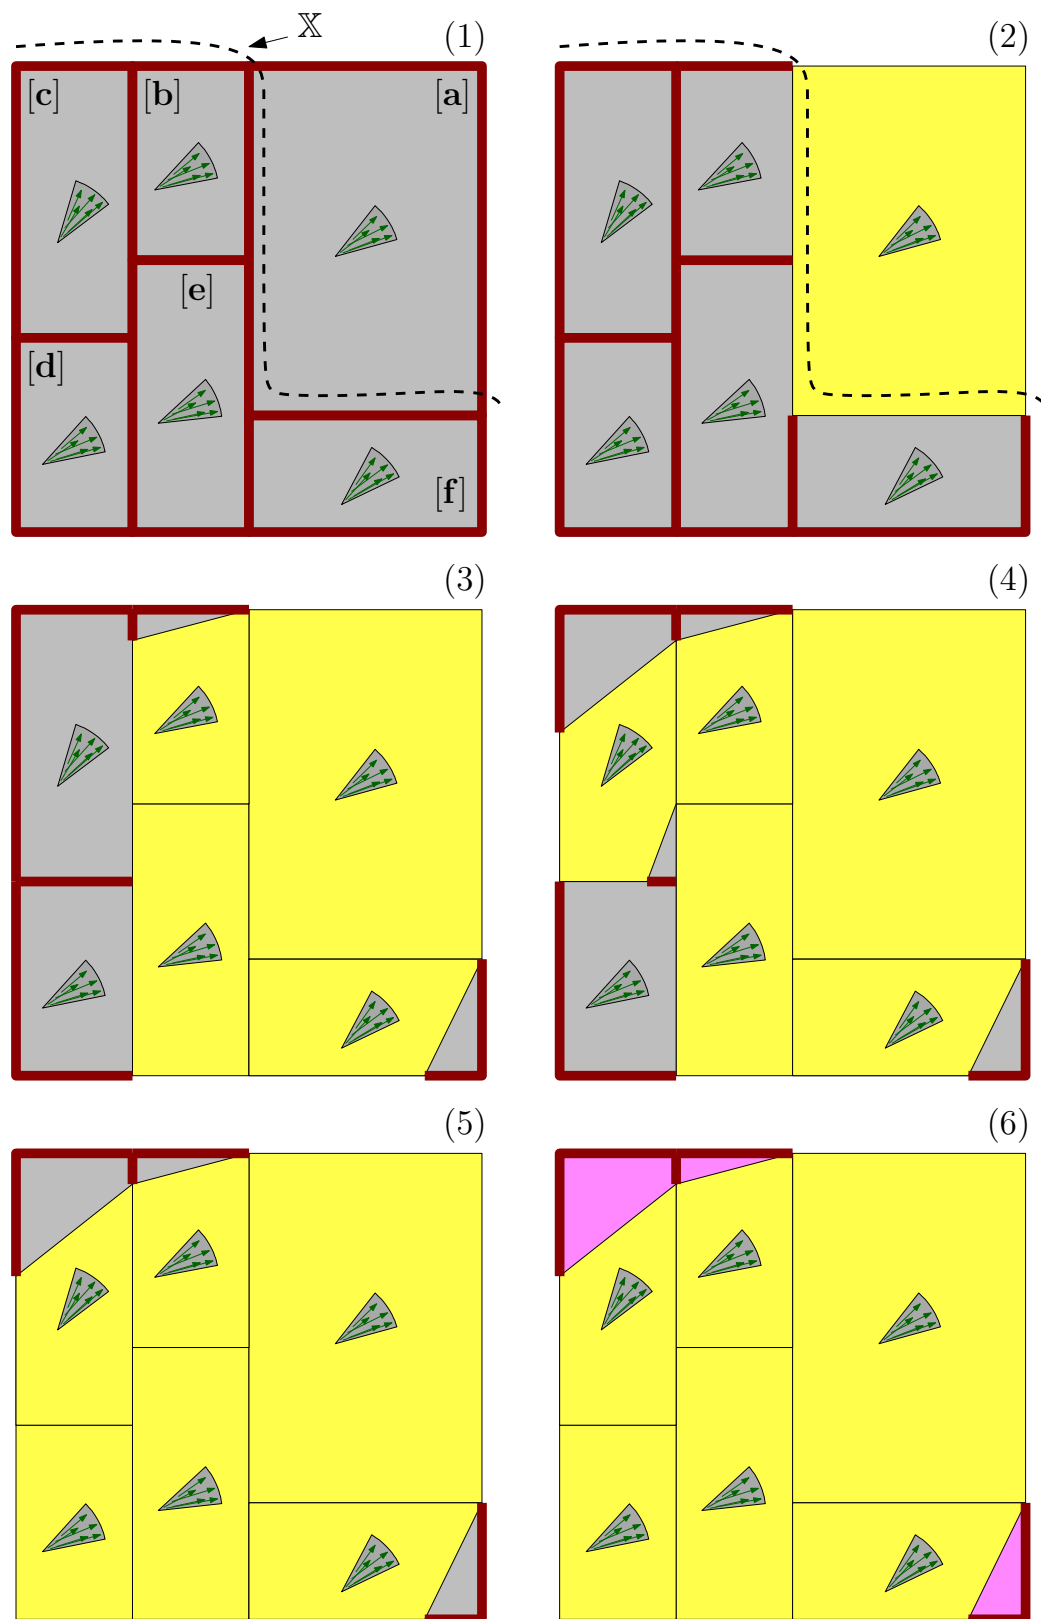 𝕏
(1)
(2)
[c]
[b]
[a]
[e]
[d]
[f]
(3)
(4)
(5)
(6)